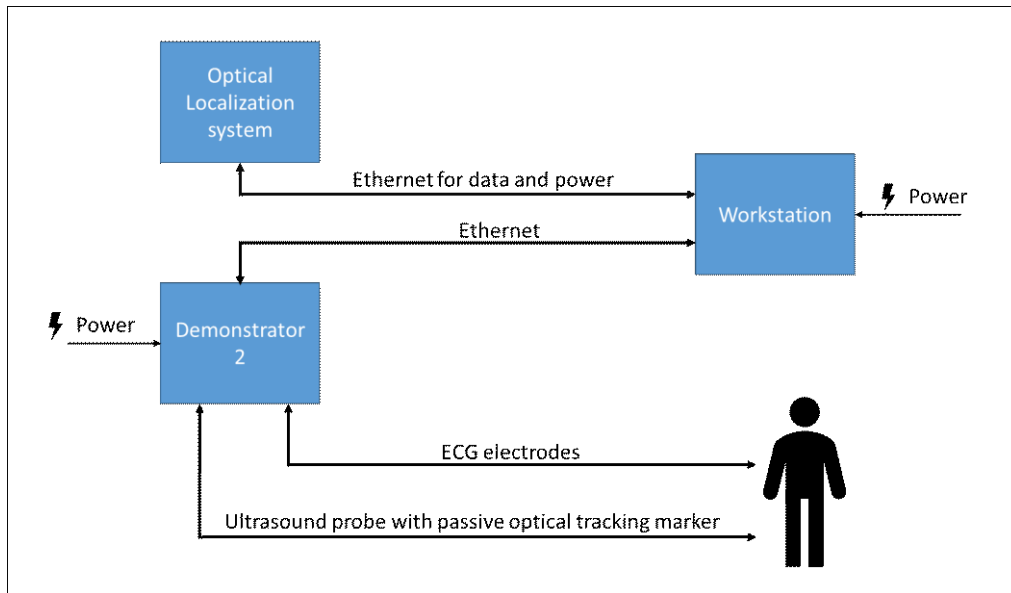 Optical
Localization
system
Ethernet for data and power
Workstation
Power
Ethernet
Power
Demonstrator
2
ECG electrodes
Ultrasound probe with passive optical tracking marker